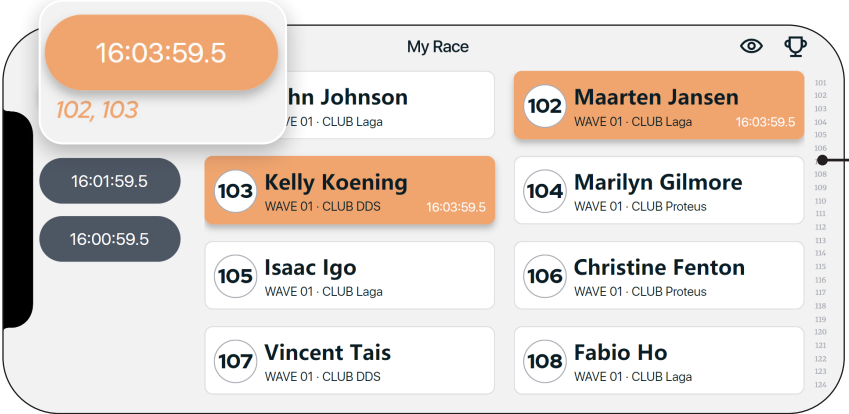 16:03:59.5
102, 103
16:01:59.5
16:00:59.5
My Race
hn Johnson
VE 01 · CLUB Laga
102
Maarten Jansen
WAVE 01 · CLUB Laga
16:03:59.5
103
Kelly Koening
WAVE 01 · CLUB DDS
16:03:59.5
104
Marilyn Gilmore
WAVE 01 · CLUB Proteus
105
Isaac Igo
WAVE 01 · CLUB Laga
106
Christine Fenton
WAVE 01 · CLUB Proteus
107
Vincent Tais
WAVE 01 · CLUB DDS
108
Fabio Ho
WAVE 01 · CLUB Laga
101
102
103
104
105
106
108
109
110
111
112
113
114
115
116
117
118
119
120
121
122
123
124